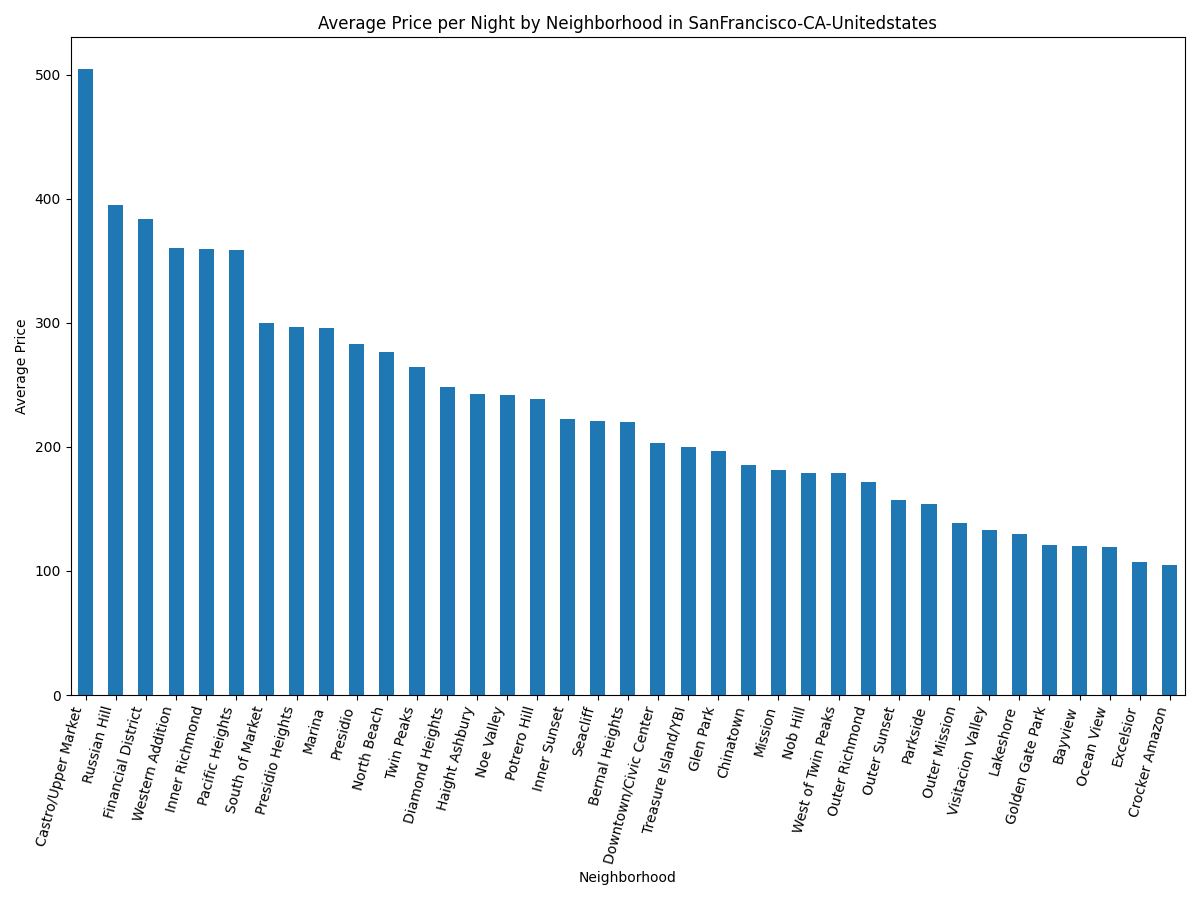 Average Price per Night by Neighborhood in SanFrancisco-CA-Unitedstates
Average Price
500
400
300
200
100
0
Castro/Upper Market
Russian Hill
Financial District
Western Addition
Inner Richmond
Pacific Heights
South of Market
Presidio Heights
Marina
Presidio
North Beach
Twin Peaks
Diamond Heights
Haight Ashbury
Noe Valley
Potrero Hill
Inner Sunset
Seacliff
Bernal Heights
Downtown/Civic Center
Treasure Island/YBI
Glen Park
Chinatown
Mission
Nob Hill
West of Twin Peaks
Outer Richmond
Outer Sunset
Parkside
Outer Mission
Visitacion Valley
Lakeshore
Golden Gate Park
Bayview
Ocean View
Excelsior
Crocker Amazon
Neighborhood